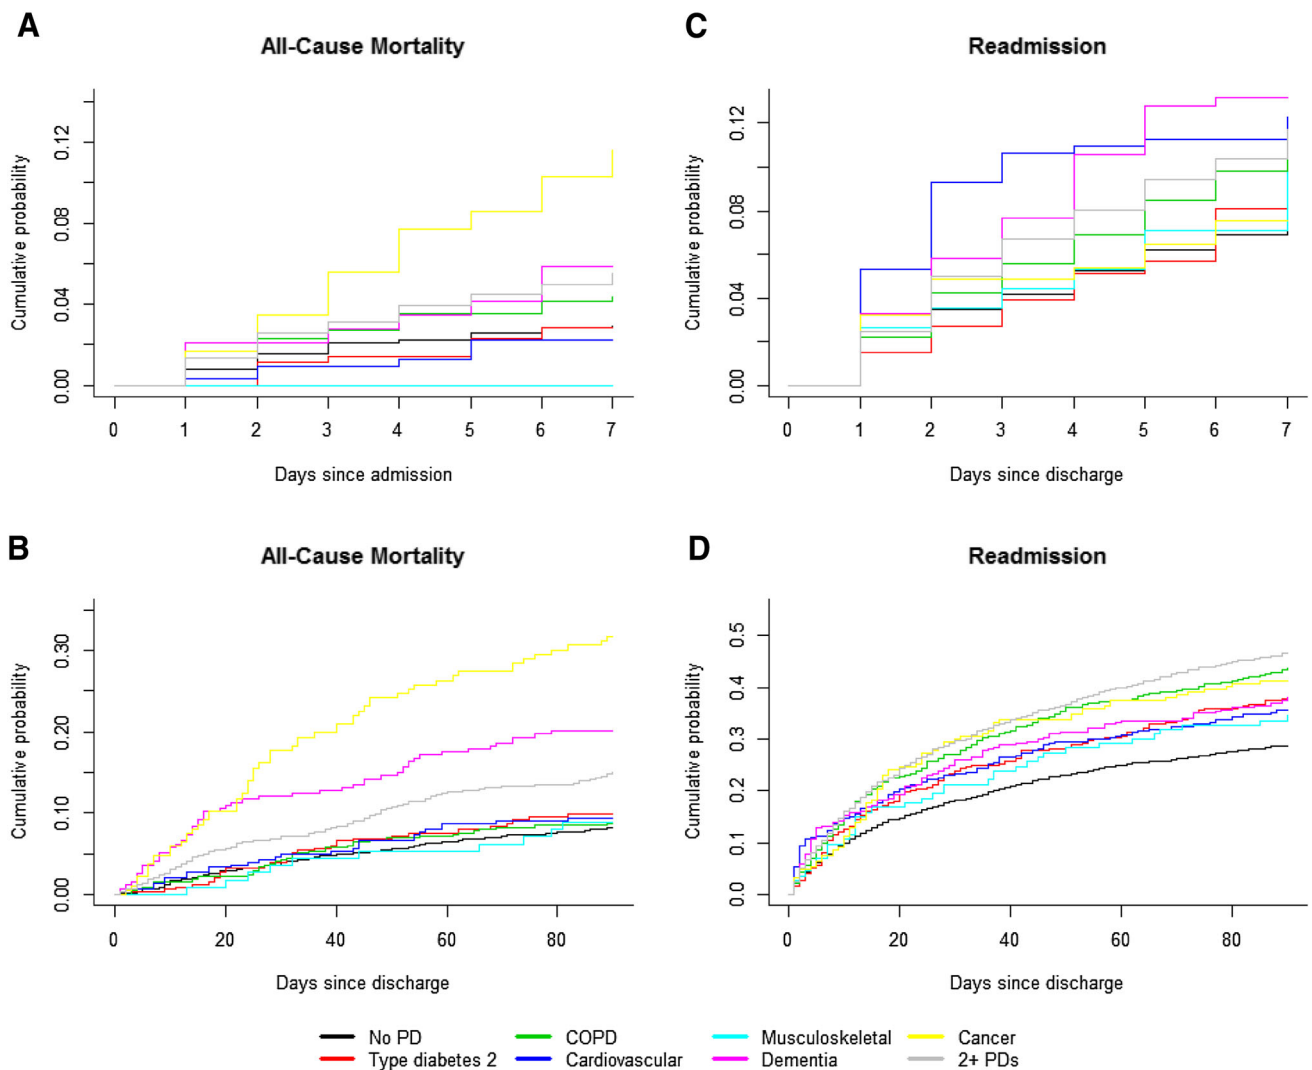 A
All-Cause Mortality
Cumulative probability
0.12
0.08
0.04
0.00
0 1 2 3 4 5 6 7
Days since admission
C
Readmission
Cumulative probability
0.12
0.08
0.04
0.00
0 1 2 3 4 5 6 7
Days since discharge
B
All-Cause Mortality
Cumulative probability
0.30
0.20
0.10
0.00
0 20 40 60 80
Days since discharge
D
Readmission
Cumulative probability
0.5
0.4
0.3
0.2
0.1
0.0
0 20 40 60 80
Days since discharge
No PD COPD Musculoskeletal Cancer
Type diabetes 2 Cardiovascular Dementia 2+ PDs